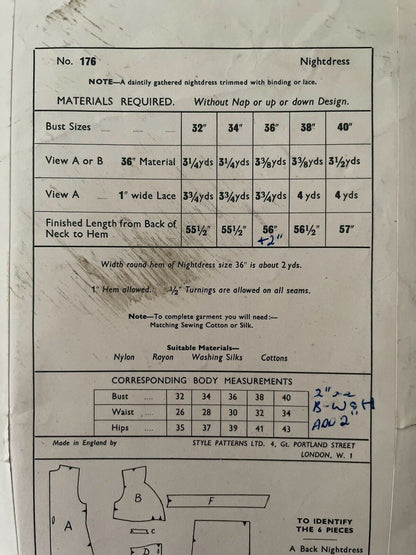 No. 176 Nightdress
NOTE—A daintily gathered nightdress trimmed with binding or lace.
MATERIALS REQUIRED. Without Nap or up or down Design.
Bust Sizes 32" 34" 36" 38" 40"
View A or B 36" Material 3¼yds 3¼yds 3⅜yds 3⅜yds 3½yds
View A 1" wide Lace 3¾yds 3¾yds 3¾yds 4 yds 4 yds
Finished Length from Back of Neck to Hem 55½" 55½" 56" 56½" 57"
+2"
Width round hem of Nightdress size 36" is about 2 yds.
1" Hem allowed. ½" Turnings are allowed on all seams.
Note—To complete garment you will need:—
Matching Sewing Cotton or Silk.
Suitable Materials—
Nylon Rayon Washing Silks Cottons
CORRESPONDING BODY MEASUREMENTS
Bust .... 32 34 36 38 40
Waist .... 26 28 30 32 34
Hips .... 35 37 39 41 43
B-W&H
ADD 2"
Made in England by STYLE PATTERNS LTD. 4, Gt. PORTLAND STREET
LONDON, W. 1
A
B
C
D
F
TO IDENTIFY
THE 6 PIECES
A Back Nightdress